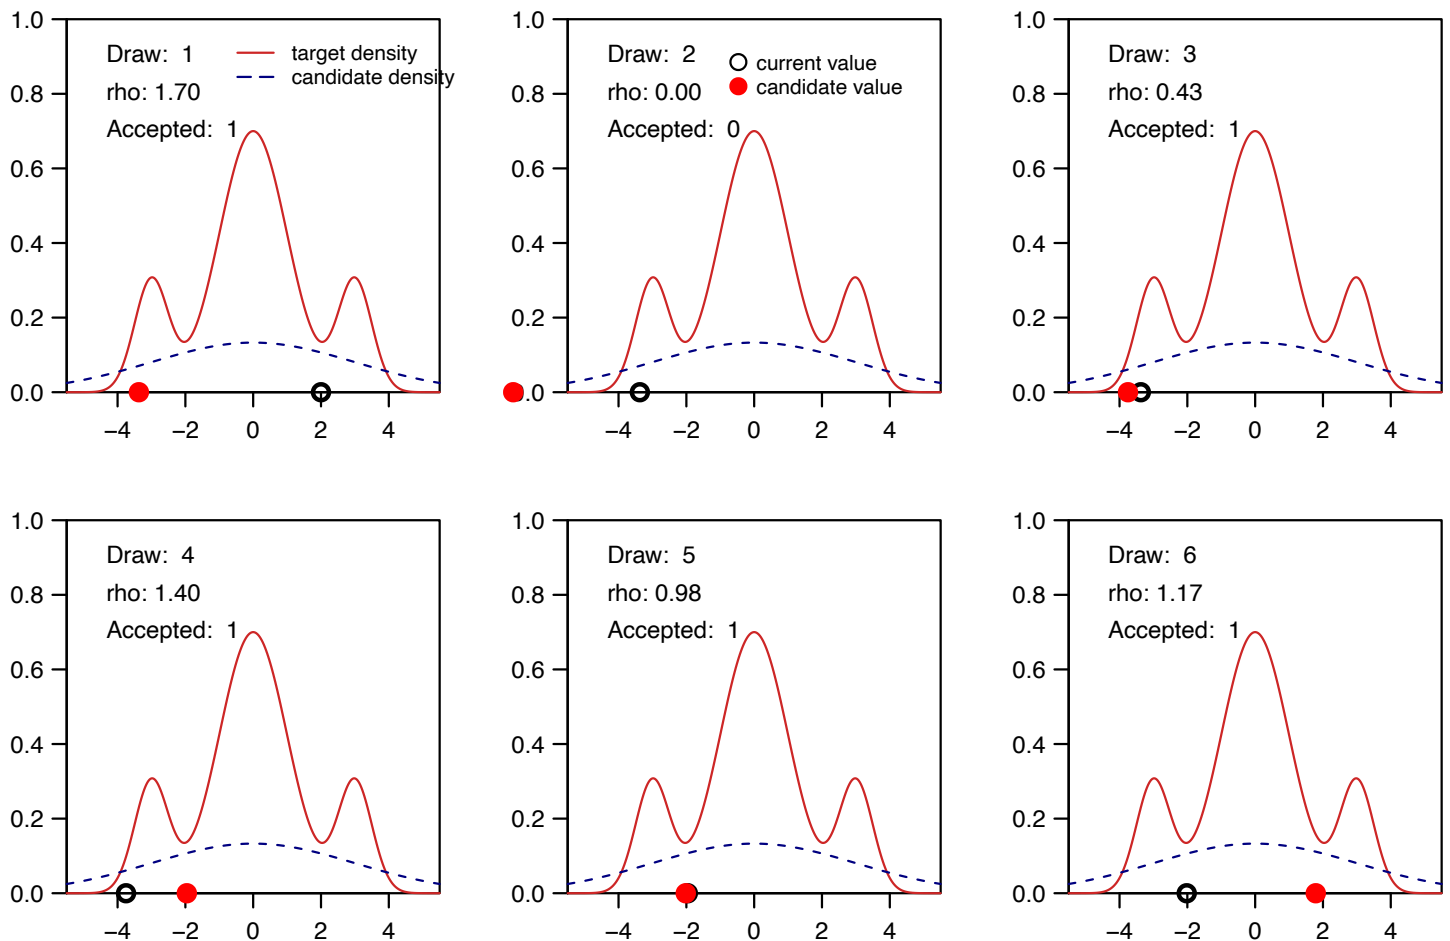 1.0
Draw: 1
target density
candidate density
0.8
rho: 1.70
Accepted: 1
0.6
0.4
0.2
0.0
−4 −2 0 2 4
1.0
Draw: 2
current value
rho: 0.00
candidate value
0.8
Accepted: 0
0.6
0.4
0.2
.0
−4 −2 0 2 4
1.0
Draw: 3
0.8
rho: 0.43
Accepted: 1
0.6
0.4
0.2
0.0
−4 −2 0 2 4
1.0
Draw: 4
0.8
rho: 1.40
Accepted: 1
0.6
0.4
0.2
0.0
−4 −2 0 2 4
1.0
Draw: 5
0.8
rho: 0.98
Accepted: 1
0.6
0.4
0.2
0.0
−4 −2 0 2 4
1.0
Draw: 6
0.8
rho: 1.17
Accepted: 1
0.6
0.4
0.2
0.0
−4 −2 0 2 4